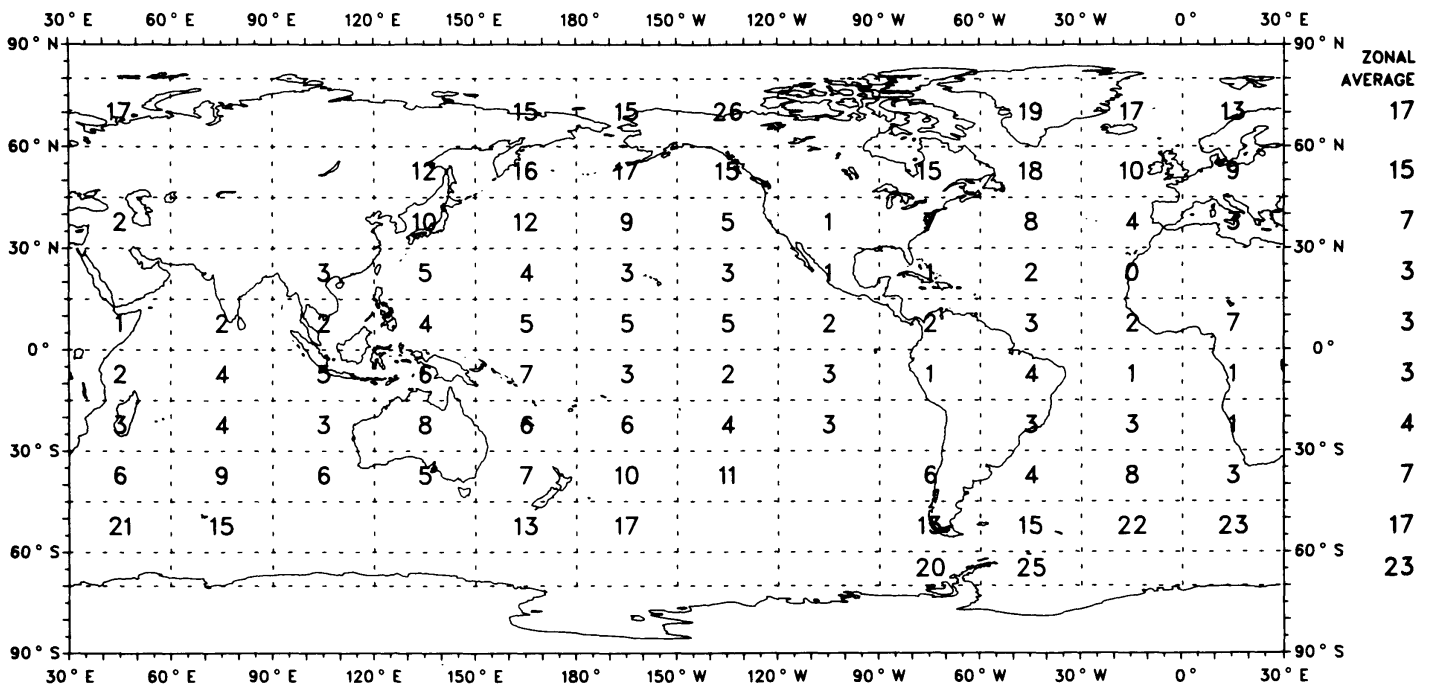 30° E 60° E 90° E 120° E 150° E 180° 150° W 120° W 90° W 60° W 30° W 0° 30° E
90° N 90° N
ZONAL
AVERAGE
17 15 15 26 19 17 13 17
60° N 60° N
12 16 17 15 15 18 10 9 15
2 10 12 9 5 1 8 4 3 7
30° N 30° N
3 5 4 3 3 1 1 2 0 3
1 2 2 4 5 5 5 2 2 3 2 7 3
0° 0°
2 4 5 6 7 3 2 3 1 4 1 1 3
3 4 3 8 6 6 4 3 3 3 1 4
30° S 30° S
6 9 6 5 7 10 11 6 4 8 3 7
21 15 13 17 13 15 22 23 17
60° S 60° S
20 25 23
90° S 90° S
30° E 60° E 90° E 120° E 150° E 180° 150° W 120° W 90° W 60° W 30° W 0° 30° E